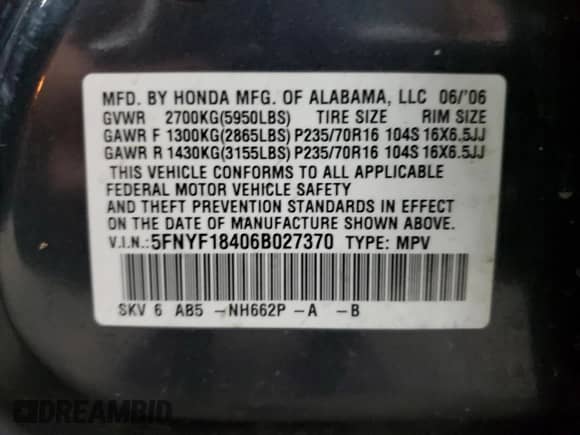 MFD. BY HONDA MFG. OF ALABAMA, LLC 06/'06
GVWR 2700KG(5950LBS) TIRE SIZE RIM SIZE
GAWR F 1300KG(2865LBS) P235/70R16 104S 16X6.5JJ
GAWR R 1430KG(3155LBS) P235/70R16 104S 16X6.5JJ
THIS VEHICLE CONFORMS TO ALL APPLICABLE
FEDERAL MOTOR VEHICLE SAFETY
AND THEFT PREVENTION STANDARDS IN EFFECT
ON THE DATE OF MANUFACTURE SHOWN ABOVE.
V.I.N.:5FNYF18406B027370 TYPE: MPV
SKV 6 AB5 -NH662P -A -B
DREAMBID